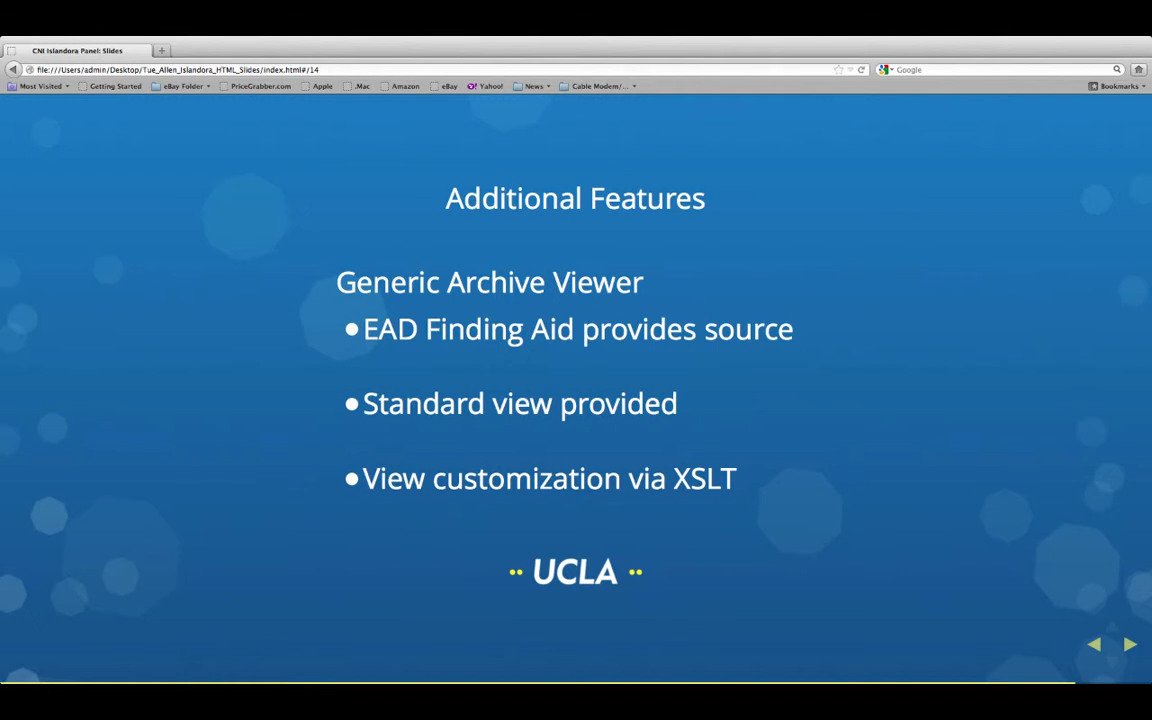 CNI Islandora Panel: Slides
file:///Users/admin/Desktop/Tue_Allen_Islandora_HTML_Slides/index.html#/14
Google
Most Visited
Getting Started
eBay Folder
PriceGrabber.com
Apple
.Mac
Amazon
eBay
Yahoo!
News
Cable Modem/...
Bookmarks
Additional Features
Generic Archive Viewer
•EAD Finding Aid provides source
•Standard view provided
•View customization via XSLT
•• UCLA ••